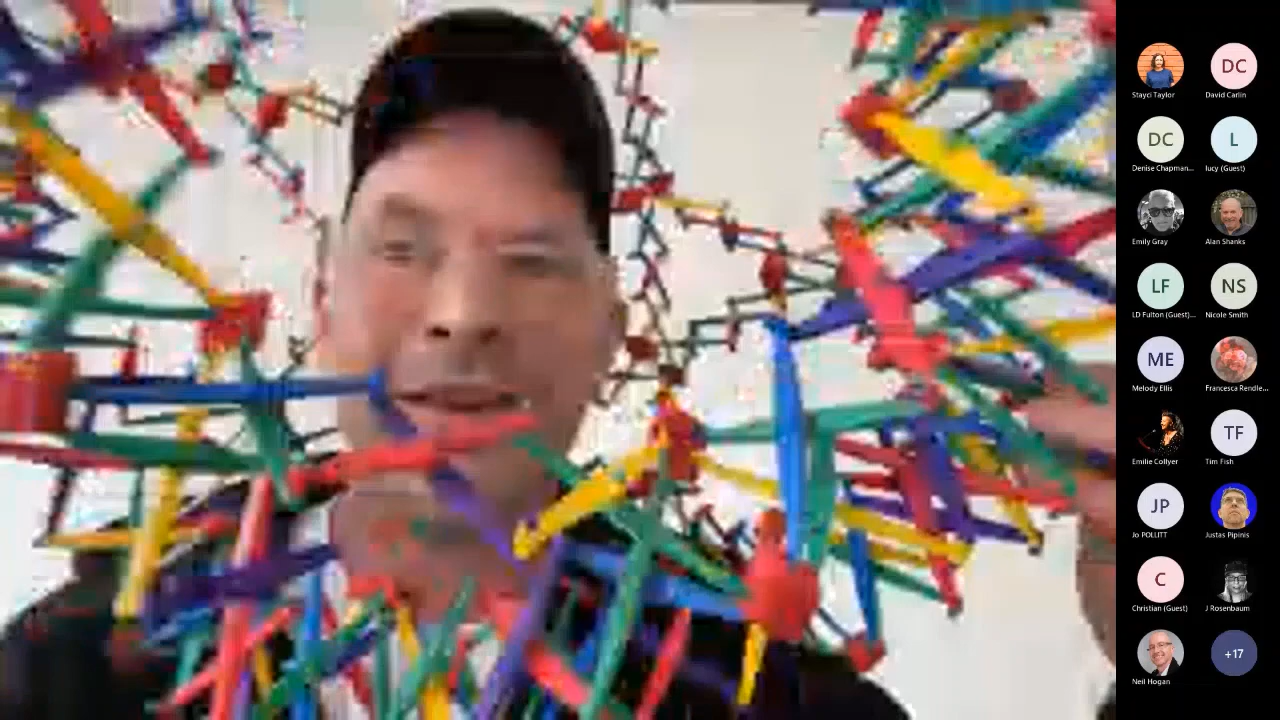 DC
Stayci Taylor
David Carlin
DC
L
Denise Chapman...
lucy (Guest)
Emily Gray
Alan Shanks
LF
NS
LD Fulton (Guest)...
Nicole Smith
ME
Melody Ellis
Francesca Rendle...
TF
Emilie Collyer
Tim Fish
JP
Jo POLLITT
Justas Pipinis
C
Christian (Guest)
J Rosenbaum
+17
Neil Hogan